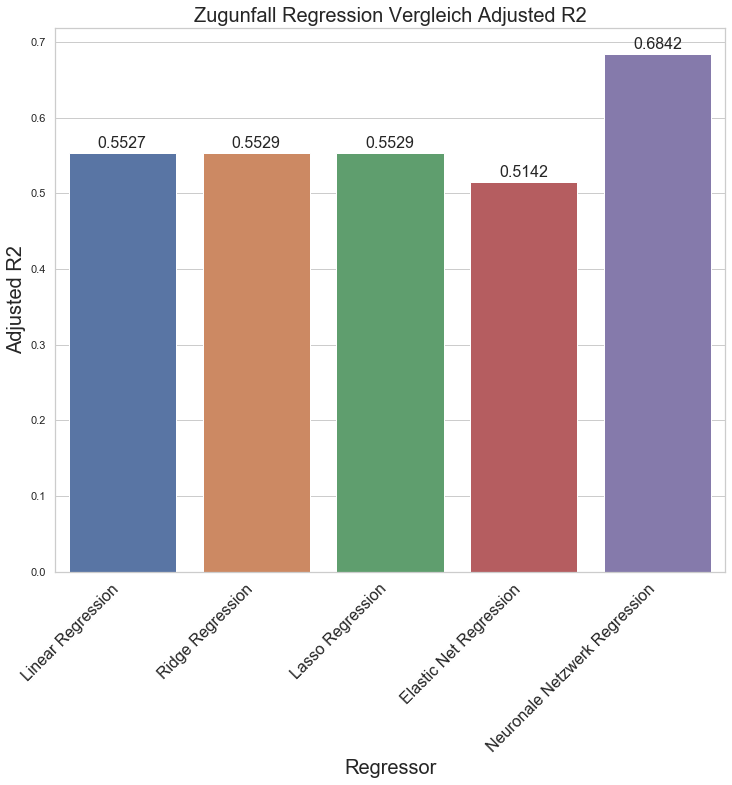 Zugunfall Regression Vergleich Adjusted R2
Adjusted R2
0.7
0.6
0.5
0.4
0.3
0.2
0.1
0.0
0.5527
0.5529
0.5529
0.5142
0.6842
Linear Regression
Ridge Regression
Lasso Regression
Elastic Net Regression
Neuronale Netzwerk Regression
Regressor